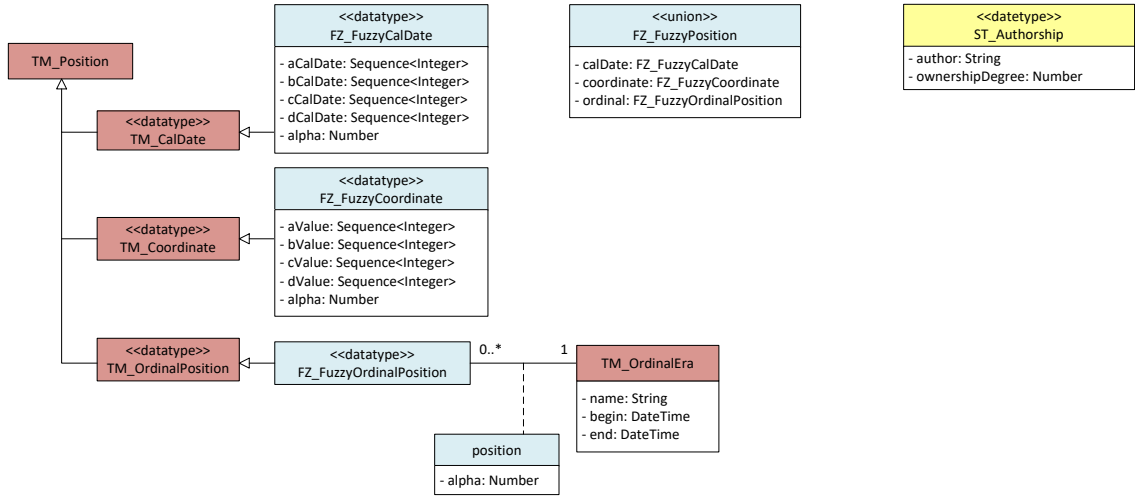 <<datatype>>
FZ_FuzzyCalDate
- aCalDate: Sequence<Integer>
- bCalDate: Sequence<Integer>
- cCalDate: Sequence<Integer>
- dCalDate: Sequence<Integer>
- alpha: Number
<<union>>
FZ_FuzzyPosition
- calDate: FZ_FuzzyCalDate
- coordinate: FZ_FuzzyCoordinate
- ordinal: FZ_FuzzyOrdinalPosition
<<datetype>>
ST_Authorship
- author: String
- ownershipDegree: Number
TM_Position
<<datatype>>
TM_CalDate
<<datatype>>
FZ_FuzzyCoordinate
- aValue: Sequence<Integer>
- bValue: Sequence<Integer>
- cValue: Sequence<Integer>
- dValue: Sequence<Integer>
- alpha: Number
<<datatype>>
TM_Coordinate
<<datatype>>
TM_OrdinalPosition
<<datatype>>
FZ_FuzzyOrdinalPosition
0..*
1
TM_OrdinalEra
- name: String
- begin: DateTime
- end: DateTime
position
- alpha: Number